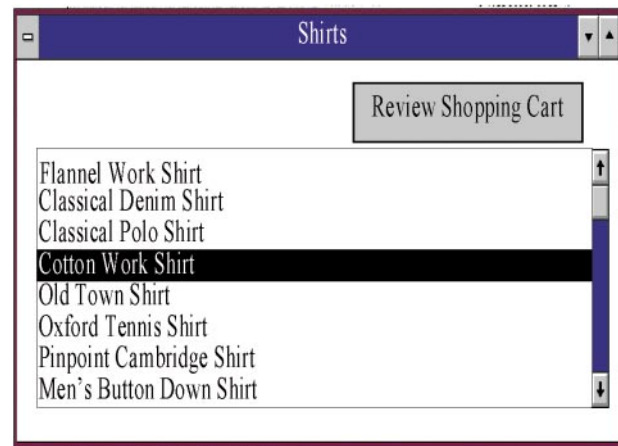 Shirts
Review Shopping Cart
Flannel Work Shirt
Classical Denim Shirt
Classical Polo Shirt
Cotton Work Shirt
Old Town Shirt
Oxford Tennis Shirt
Pinpoint Cambridge Shirt
Men's Button Down Shirt